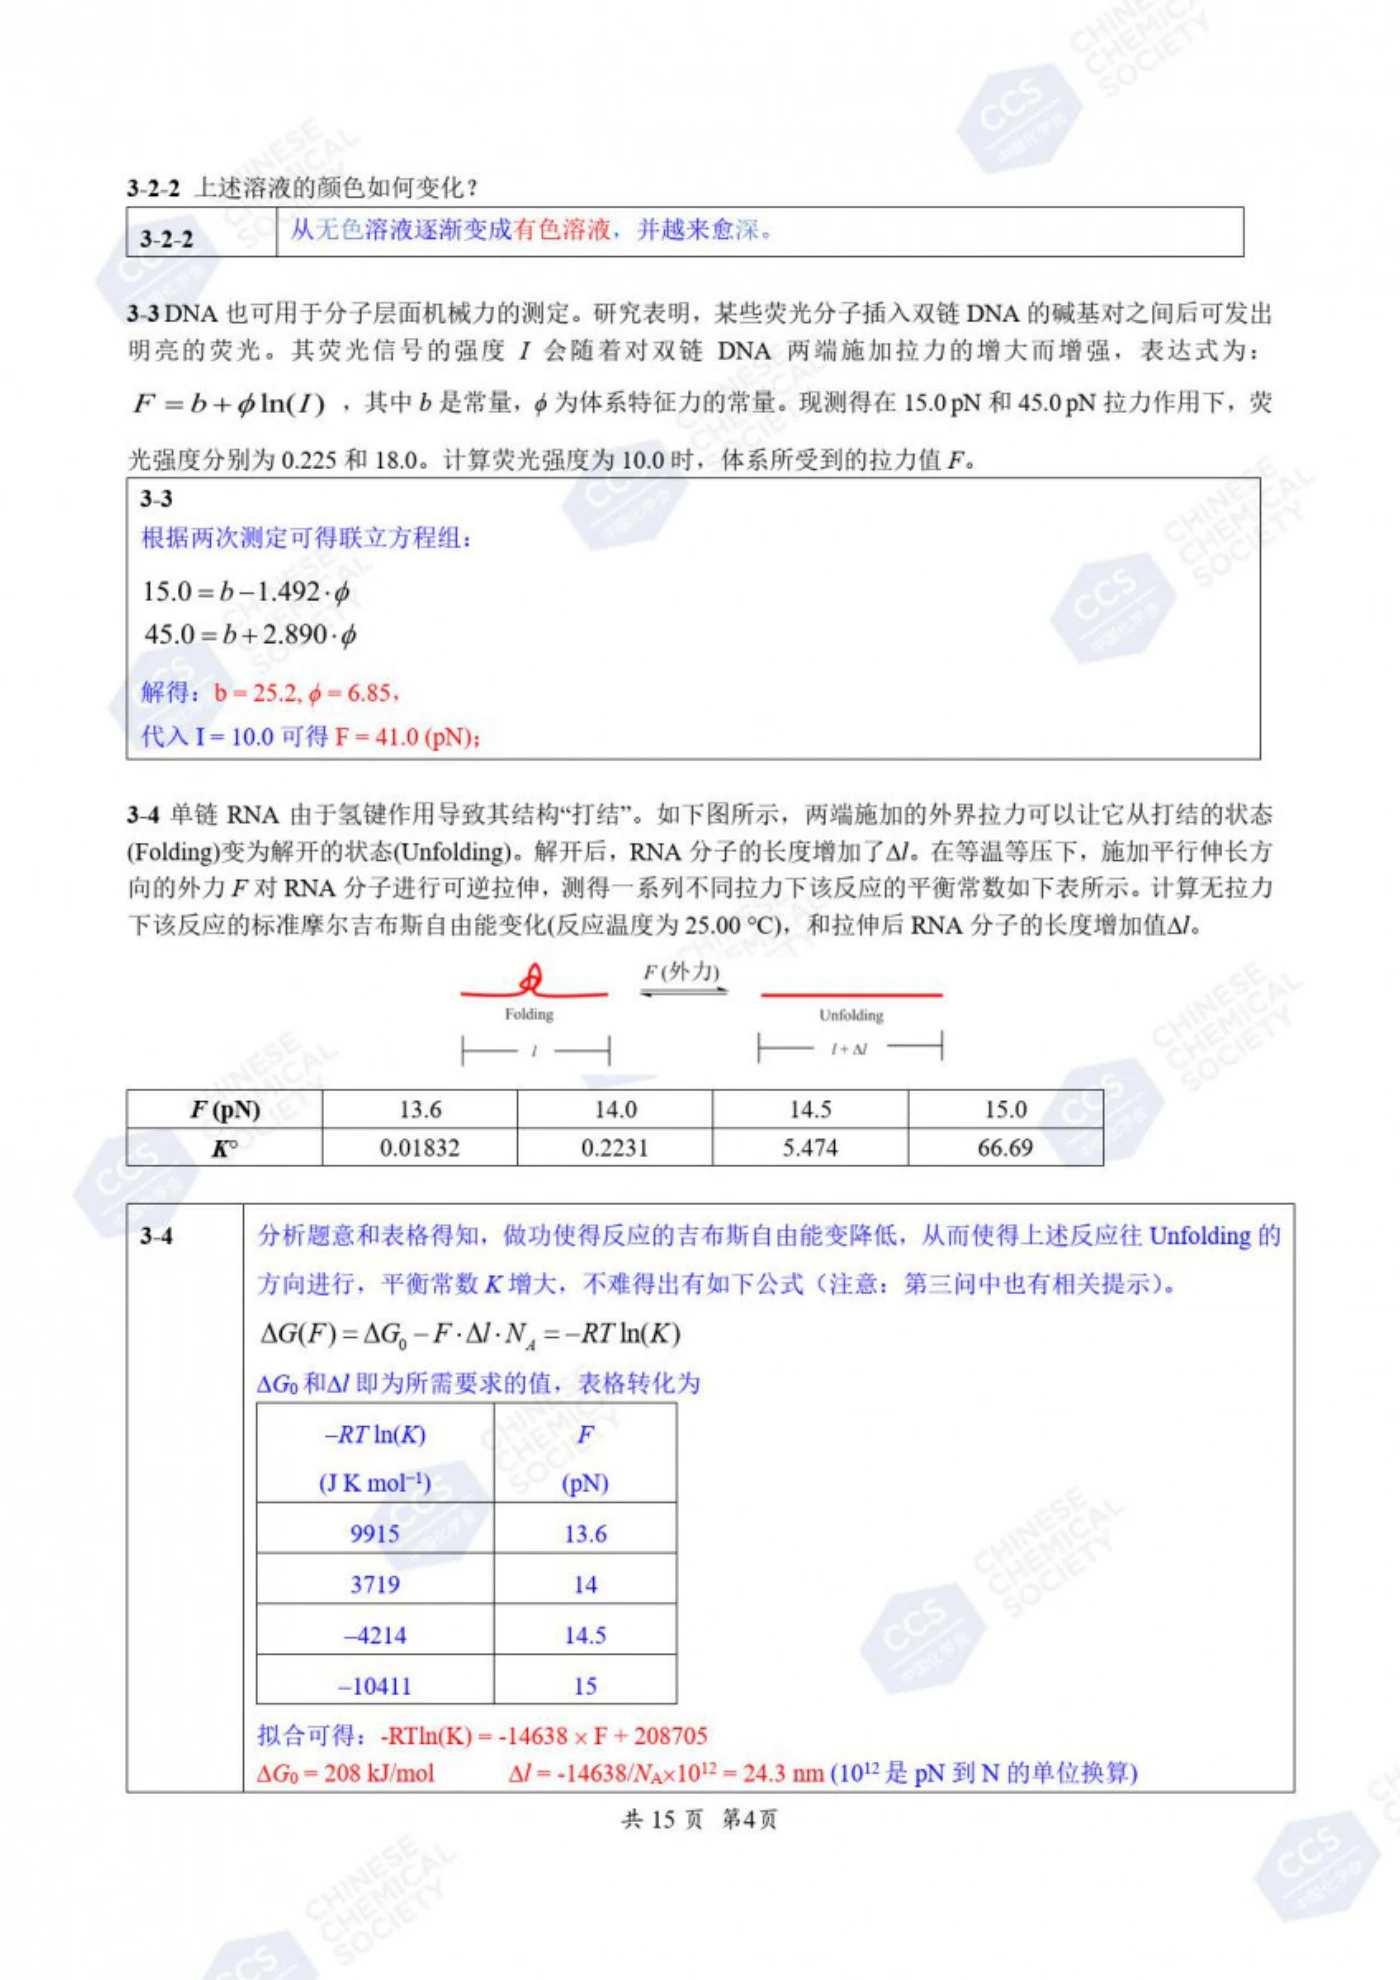 3-2-2 上述溶液的颜色如何变化?
3-2-2 从无色溶液逐渐变成有色溶液，并越来愈深。
3-3 DNA 也可用于分子层面机械力的测定。研究表明，某些荧光分子插入双链 DNA 的碱基对之间后可发出
明亮的荧光。其荧光信号的强度 I 会随着对双链 DNA 两端施加拉力的增大而增强，表达式为：
F = b + ϕ ln(I) ，其中 b 是常量，ϕ 为体系特征力的常量。现测得在 15.0 pN 和 45.0 pN 拉力作用下，荧
光强度分别为 0.225 和 18.0。计算荧光强度为 10.0 时，体系所受到的拉力值 F。
3-3
根据两次测定可得联立方程组：
15.0 = b − 1.492 · ϕ
45.0 = b + 2.890 · ϕ
解得：b = 25.2, ϕ = 6.85，
代入 I = 10.0 可得 F = 41.0 (pN);
3-4 单链 RNA 由于氢键作用导致其结构“打结”。如下图所示，两端施加的外界拉力可以让它从打结的状态
(Folding)变为解开的状态(Unfolding)。解开后，RNA 分子的长度增加了Δl。在等温等压下，施加平行伸长方
向的外力 F 对 RNA 分子进行可逆拉伸，测得一系列不同拉力下该反应的平衡常数如下表所示。计算无拉力
下该反应的标准摩尔吉布斯自由能变化(反应温度为 25.00 °C)，和拉伸后 RNA 分子的长度增加值Δl。
F (外力)
Folding Unfolding
l l + Δl
F (pN) 13.6 14.0 14.5 15.0
K° 0.01832 0.2231 5.474 66.69
3-4 分析题意和表格得知，做功使得反应的吉布斯自由能变降低，从而使得上述反应往 Unfolding 的
方向进行，平衡常数 K 增大，不难得出有如下公式（注意：第三问中也有相关提示）。
ΔG(F) = ΔG₀ − F · Δl · N_A = −RT ln(K)
ΔG₀ 和Δl 即为所需要求的值，表格转化为
–RT ln(K) F
(J K mol⁻¹) (pN)
9915 13.6
3719 14
–4214 14.5
–10411 15
拟合可得：-RTln(K) = -14638 × F + 208705
ΔG₀ = 208 kJ/mol Δl = -14638/N_A×10¹² = 24.3 nm (10¹² 是 pN 到 N 的单位换算)
共 15 页 第4页
CHINESE CHEMICAL SOCIETY
CCS
中国化学会